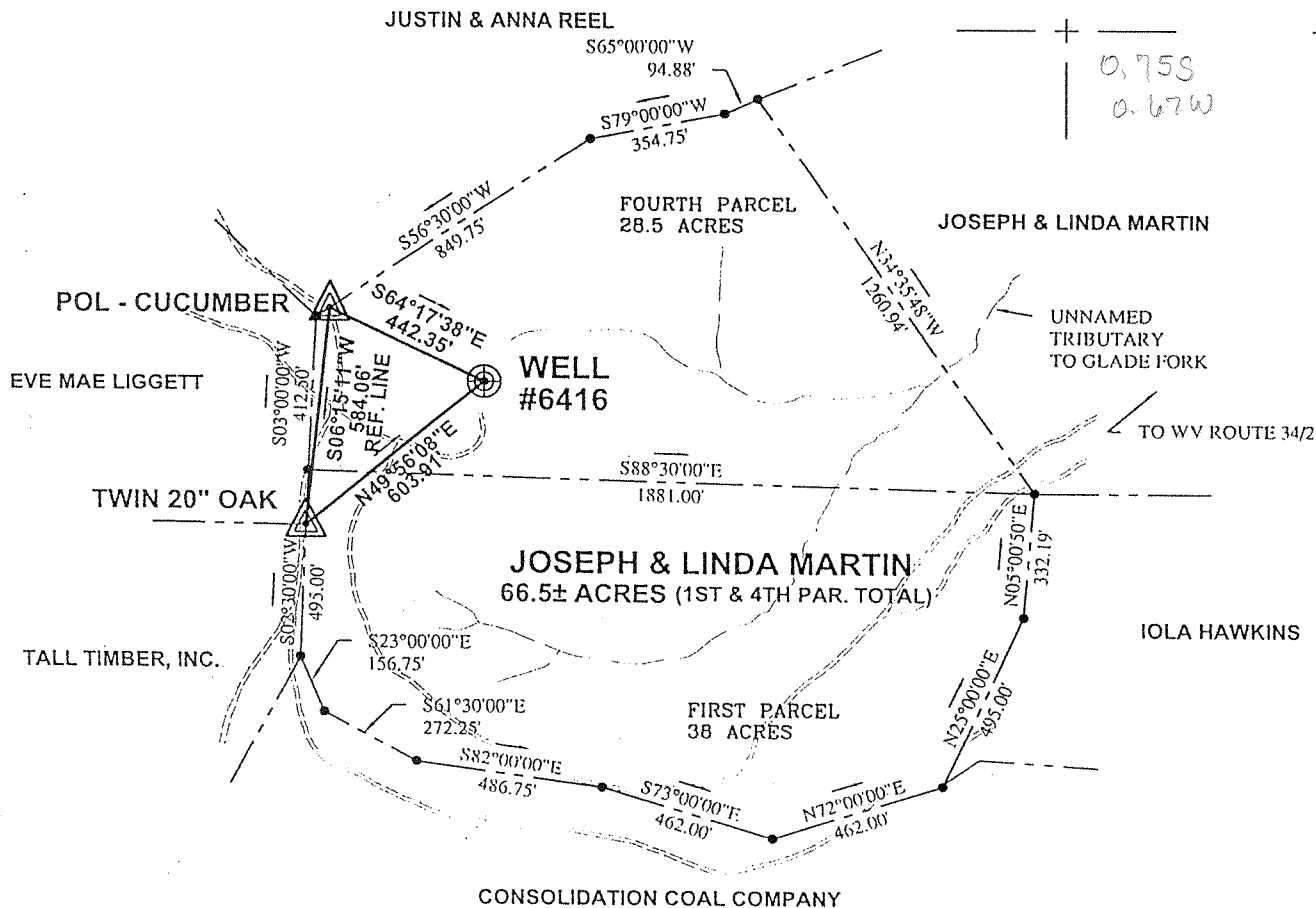 JUSTIN & ANNA REEL
S65°00'00"W
94.88'
0.75S
0.67W
S79°00'00"W
354.75'
FOURTH PARCEL
28.5 ACRES
JOSEPH & LINDA MARTIN
S56°30'00"W
849.75'
N34°35'48"W
1260.94'
POL - CUCUMBER
S64°17'38"E
442.35'
UNNAMED
TRIBUTARY
TO GLADE FORK
WELL
#6416
EVE MAE LIGGETT
S03°00'00"W
412.50'
S06°15'11"W
584.06'
REF. LINE
TO WV ROUTE 34/2
N49°56'08"E
603.91'
S88°30'00"E
1881.00'
TWIN 20" OAK
JOSEPH & LINDA MARTIN
66.5± ACRES (1ST & 4TH PAR. TOTAL)
N05°00'50"E
332.19'
S02°30'00"W
495.00'
IOLA HAWKINS
TALL TIMBER, INC.
S23°00'00"E
156.75'
S61°30'00"E
272.25'
FIRST PARCEL
38 ACRES
N25°00'00"E
495.00'
S82°00'00"E
486.75'
S73°00'00"E
462.00'
N72°00'00"E
462.00'
CONSOLIDATION COAL COMPANY